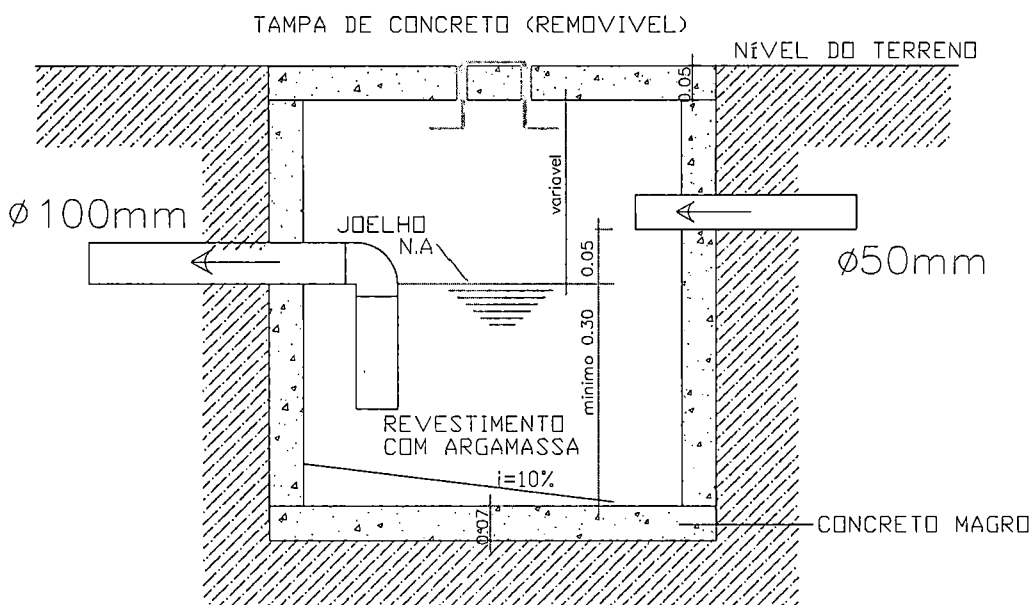 TAMPA DE CONCRETO (REMOVIVEL)
NíVEL DO TERRENO
0.05
variavel
Ø100mm
JOELHO
N.A
0.05
Ø50mm
minimo 0.30
REVESTIMENTO
COM ARGAMASSA
i=10%
0.07
CONCRETO MAGRO